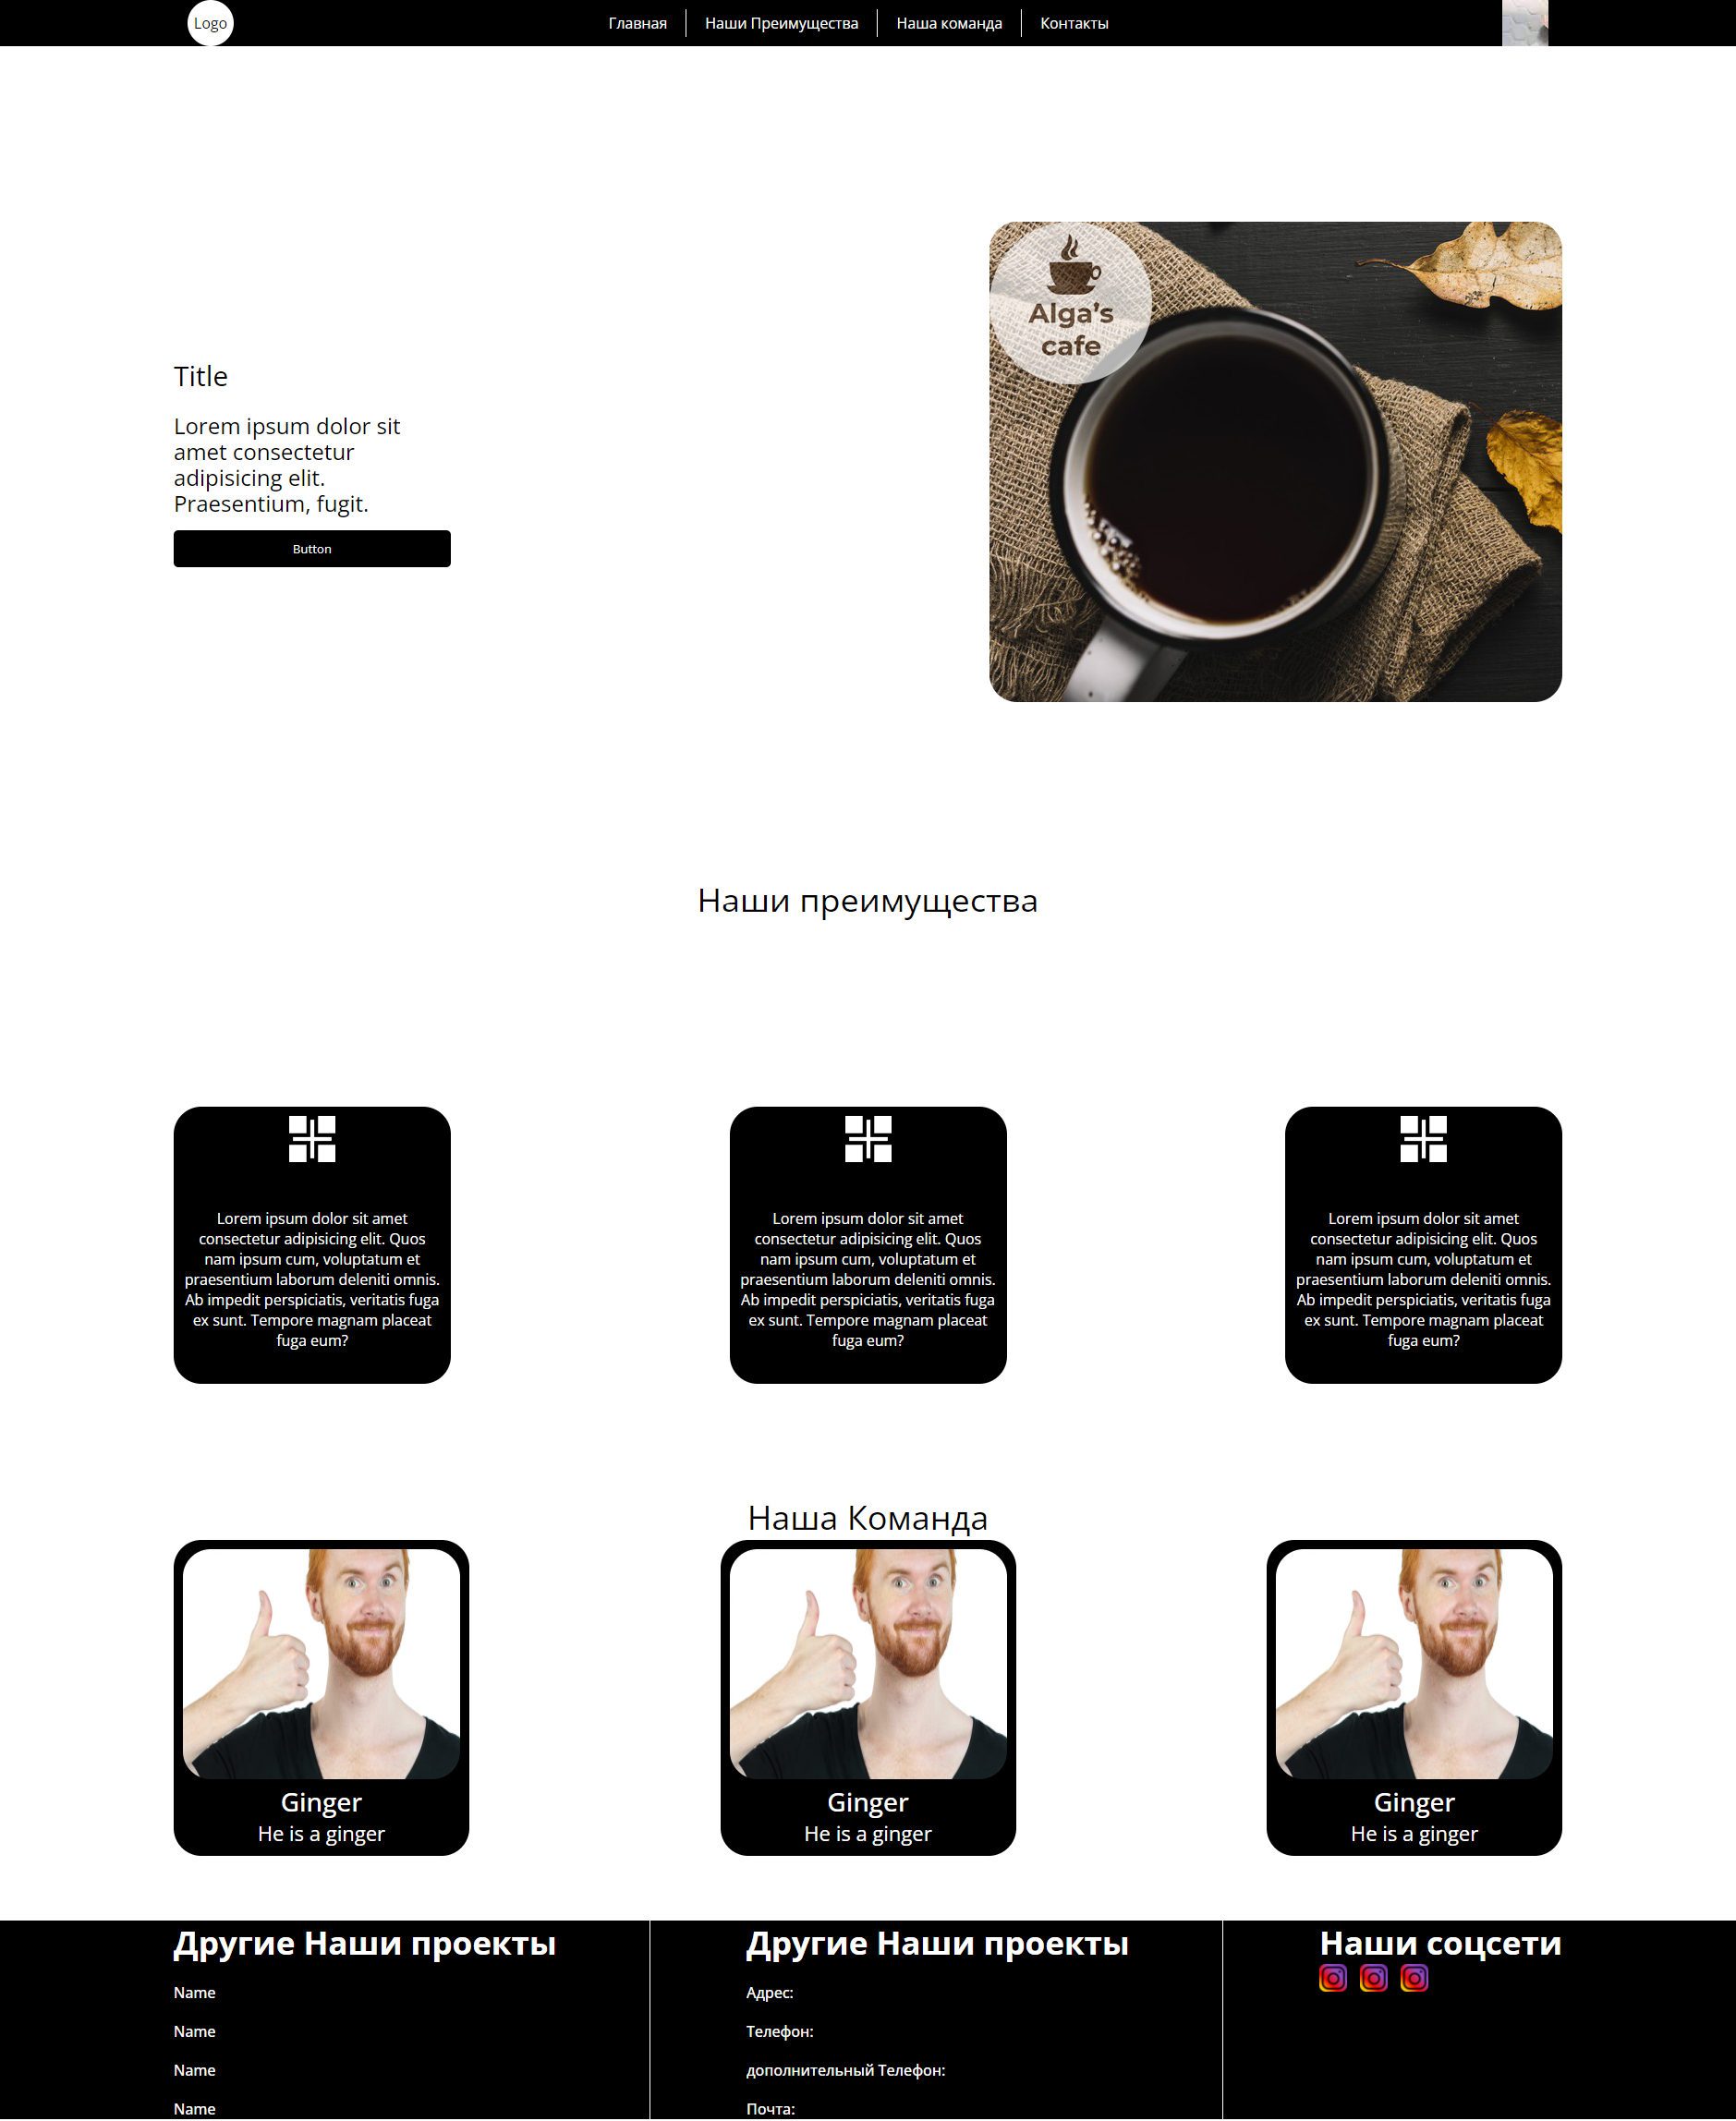 Logo
Главная
Наши Преимущества
Наша команда
Контакты
Alga's
cafe
Title
Lorem ipsum dolor sit
amet consectetur
adipisicing elit.
Praesentium, fugit.
Button
Наши преимущества
Lorem ipsum dolor sit amet
consectetur adipisicing elit. Quos
nam ipsum cum, voluptatum et
praesentium laborum deleniti omnis.
Ab impedit perspiciatis, veritatis fuga
ex sunt. Tempore magnam placeat
fuga eum?
Lorem ipsum dolor sit amet
consectetur adipisicing elit. Quos
nam ipsum cum, voluptatum et
praesentium laborum deleniti omnis.
Ab impedit perspiciatis, veritatis fuga
ex sunt. Tempore magnam placeat
fuga eum?
Lorem ipsum dolor sit amet
consectetur adipisicing elit. Quos
nam ipsum cum, voluptatum et
praesentium laborum deleniti omnis.
Ab impedit perspiciatis, veritatis fuga
ex sunt. Tempore magnam placeat
fuga eum?
Наша Команда
Ginger
He is a ginger
Ginger
He is a ginger
Ginger
He is a ginger
Другие Наши проекты
Name
Name
Name
Name
Другие Наши проекты
Адрес:
Телефон:
дополнительный Телефон:
Почта:
Наши соцсети